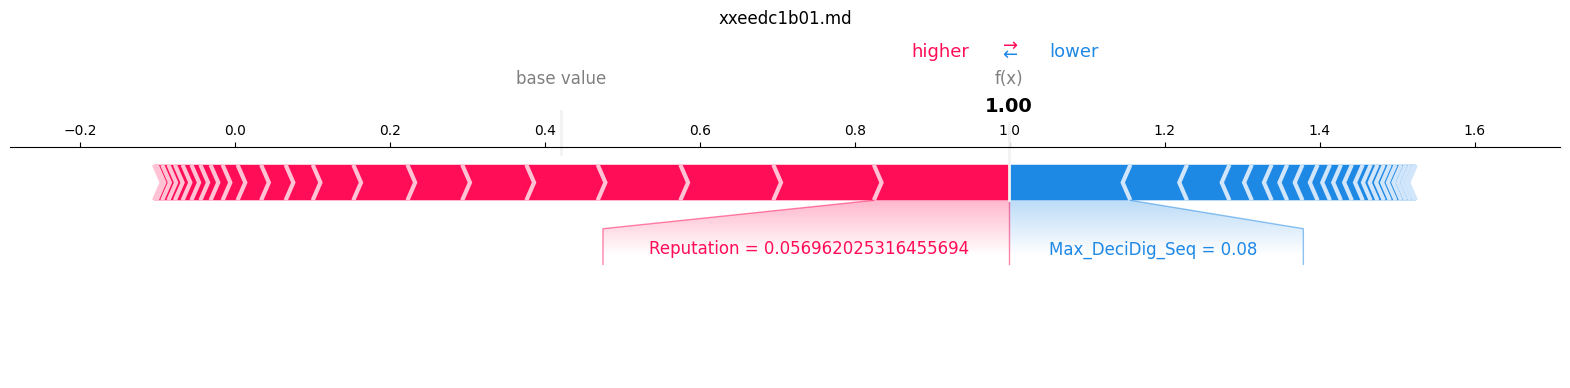 xxeedc1b01.md
higher ⇄ lower
base value f(x)
1.00
−0.2 0.0 0.2 0.4 0.6 0.8 1.0 1.2 1.4 1.6
Reputation = 0.056962025316455694 Max_DeciDig_Seq = 0.08